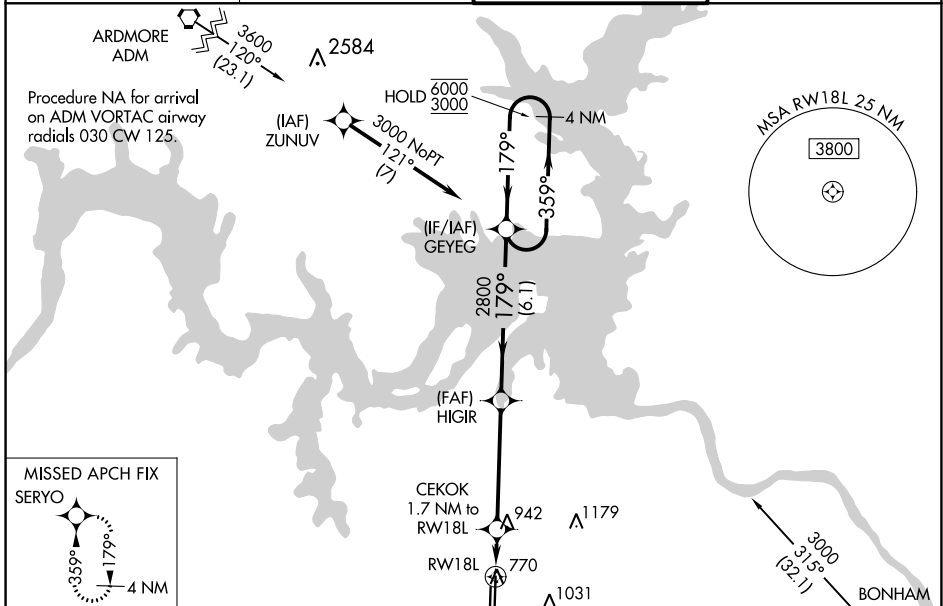 ARDMORE
ADM
3600
120°
(23.1)
2584
Procedure NA for arrival
on ADM VORTAC airway
radials 030 CW 125.
(IAF)
ZUNUV
3000 NoPT
121°
(7)
HOLD 6000
3000
4 NM
179°
359°
MSA RW18L 25 NM
3800
(IF/IAF)
GEYEG
2800
179°
(6.1)
(FAF)
HIGIR
MISSED APCH FIX
SERYO
359°
179°
4 NM
CEKOK
1.7 NM to
RW18L
942
1179
RW18L
770
1031
3000
315°
(32.1)
BONHAM